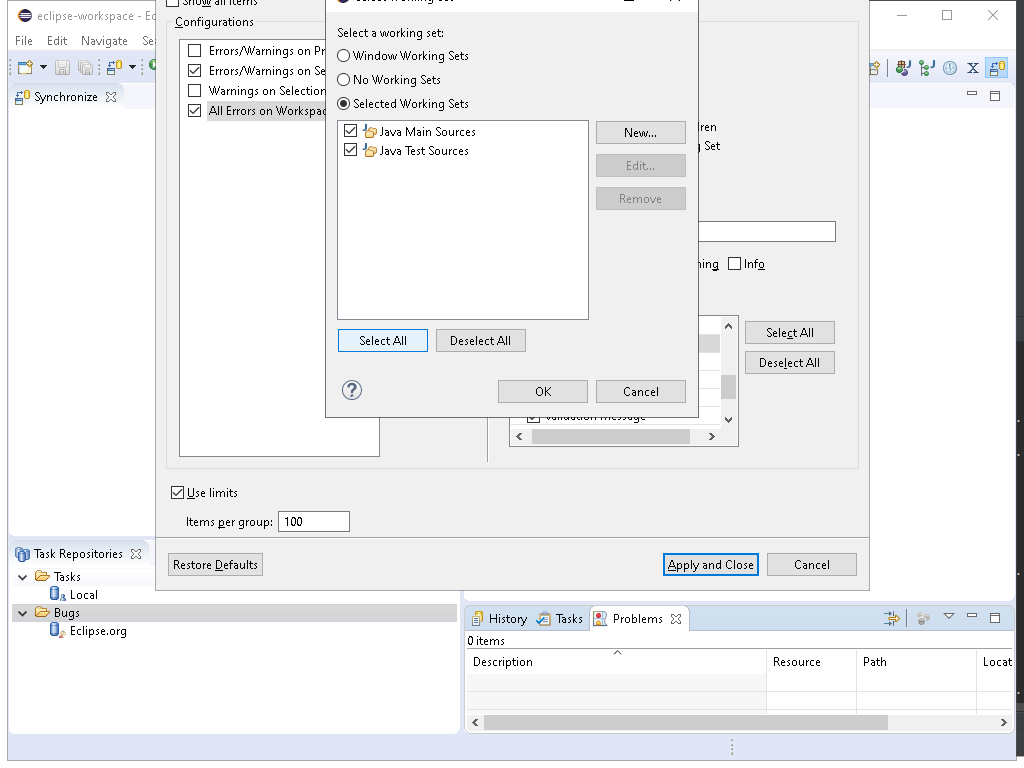 eclipse-workspace - Ec
File Edit Navigate Se
Synchronize
Show all items
Configurations
Errors/Warnings on Pr
Errors/Warnings on Se
Warnings on Selection
All Errors on Workspac
Select a working set:
Window Working Sets
No Working Sets
Selected Working Sets
Java Main Sources
Java Test Sources
New...
Edit...
Remove
Select All Deselect All
OK Cancel
Set
Info
Select All
Deselect All
Use limits
Items per group: 100
Restore Defaults
Apply and Close Cancel
Task Repositories
Tasks
Local
Bugs
Eclipse.org
History Tasks Problems
0 items
Description Resource Path Locat